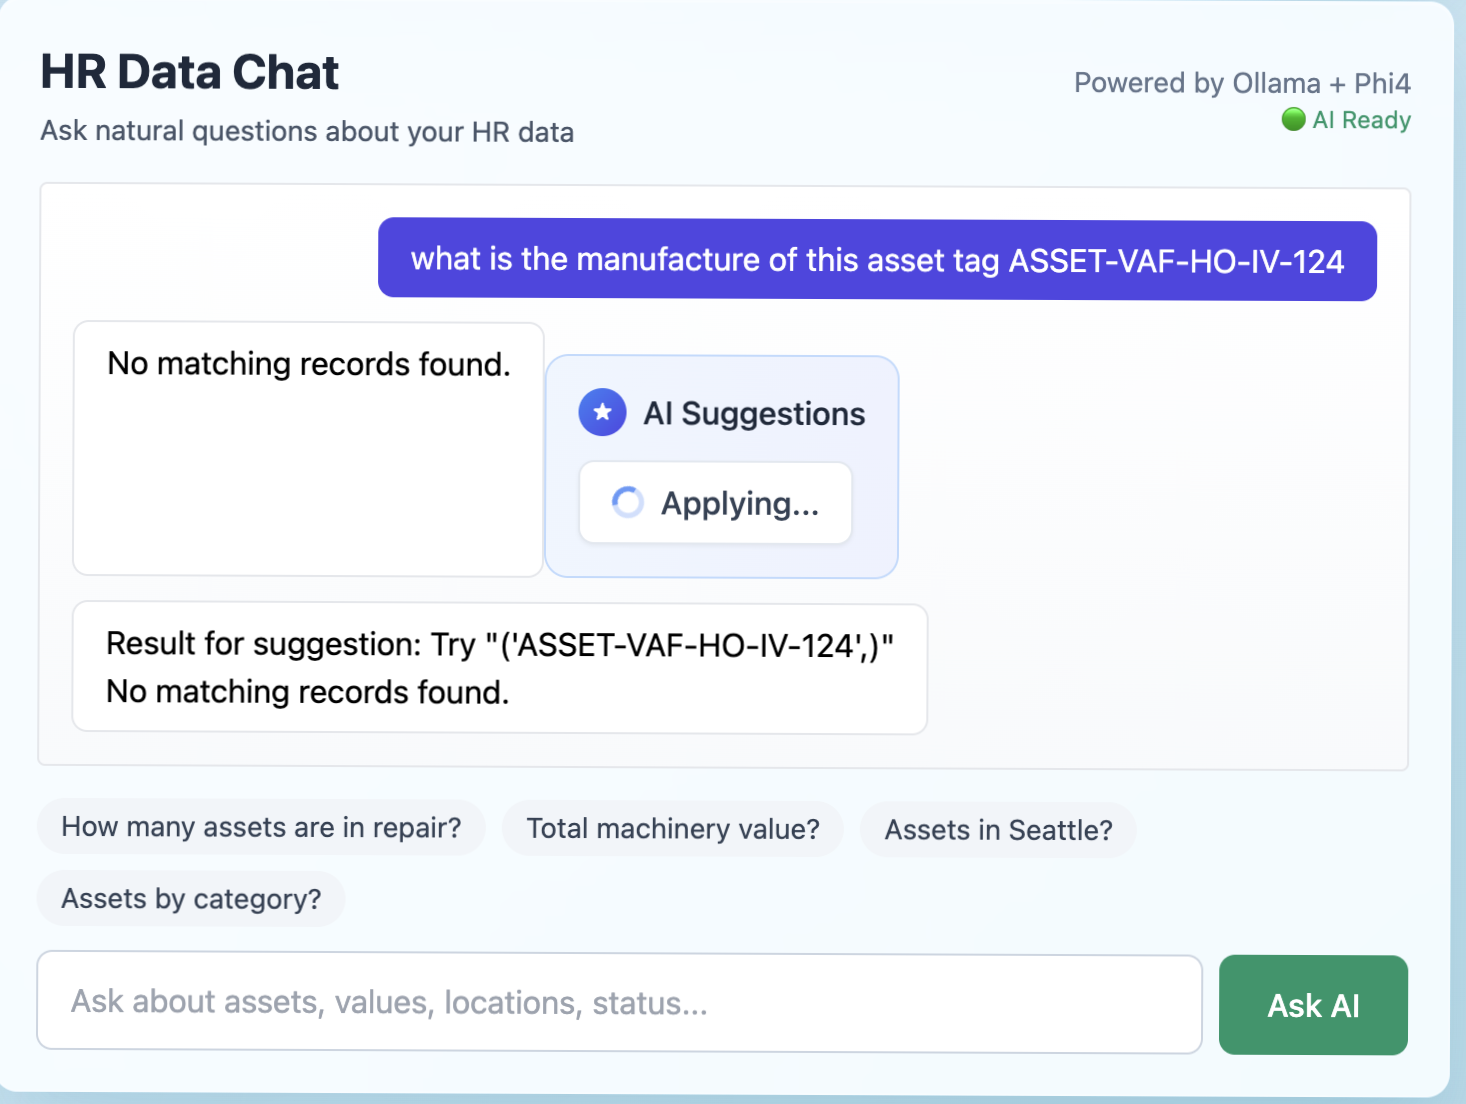 HR Data Chat
Ask natural questions about your HR data
Powered by Ollama + Phi4
AI Ready
what is the manufacture of this asset tag ASSET-VAF-HO-IV-124
No matching records found.
AI Suggestions
Applying...
Result for suggestion: Try "('ASSET-VAF-HO-IV-124',)"
No matching records found.
How many assets are in repair?
Total machinery value?
Assets in Seattle?
Assets by category?
Ask about assets, values, locations, status...
Ask AI